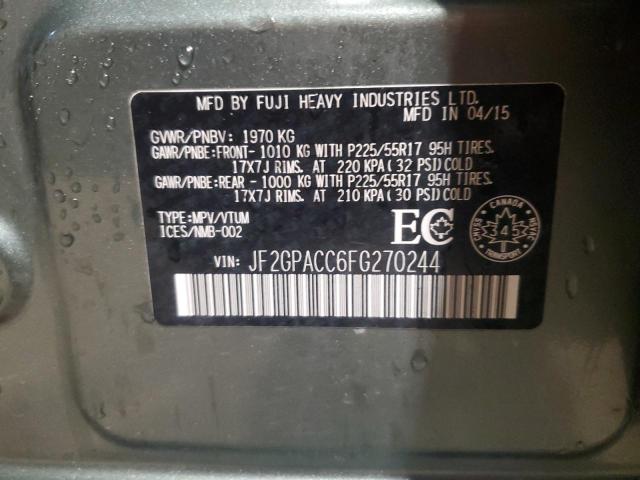 MFD BY FUJI HEAVY INDUSTRIES LTD.
MFD IN 04/15
GVWR/PNBV: 1970 KG
GAWR/PNBE:FRONT- 1010 KG WITH P225/55R17 95H TIRES.
17X7J RIMS. AT 220 KPA(32 PSI)COLD
GAWR/PNBE:REAR - 1000 KG WITH P225/55R17 95H TIRES.
17X7J RIMS. AT 210 KPA(30 PSI)COLD
TYPE:MPV/VTUM
ICES/NMB-002
EC
CANADA
SSMA
345
NSVAC
TRANSPORT
VIN: JF2GPACC6FG270244